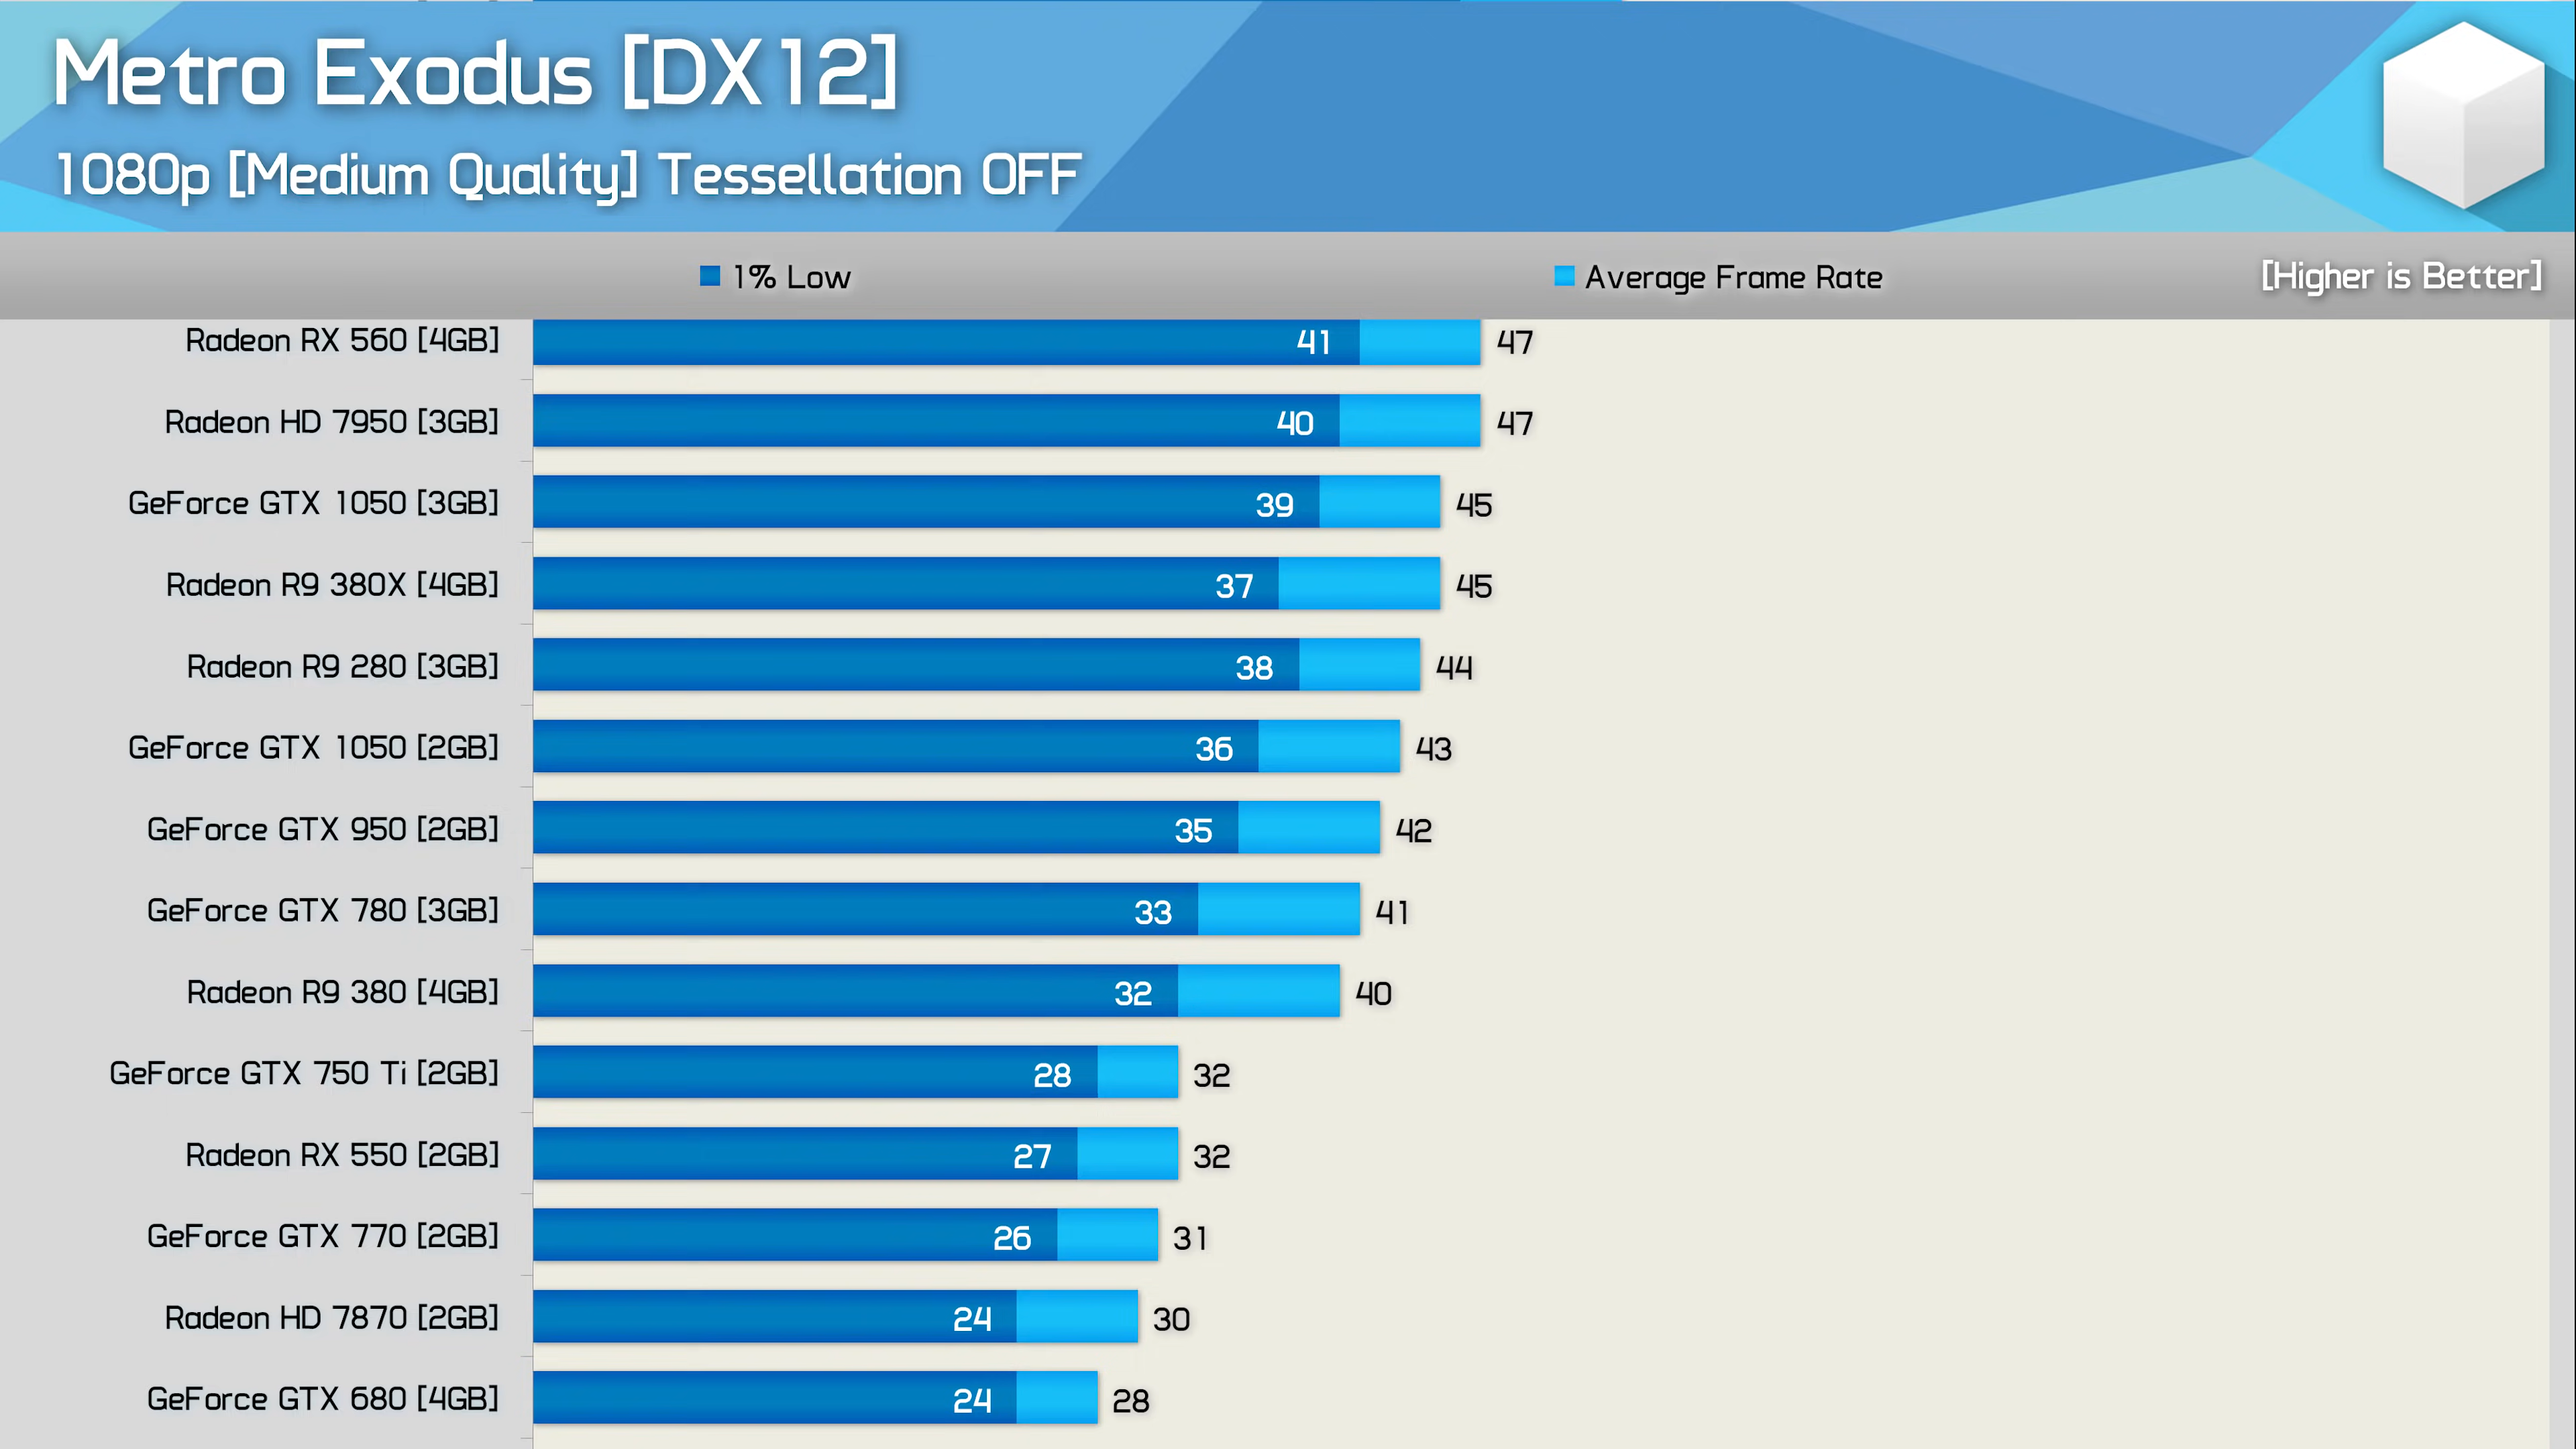 Metro Exodus [DX12]
1080p [Medium Quality] Tessellation OFF
1% Low Average Frame Rate [Higher is Better]
Radeon RX 560 [4GB] 41 47
Radeon HD 7950 [3GB] 40 47
GeForce GTX 1050 [3GB] 39 45
Radeon R9 380X [4GB] 37 45
Radeon R9 280 [3GB] 38 44
GeForce GTX 1050 [2GB] 36 43
GeForce GTX 950 [2GB] 35 42
GeForce GTX 780 [3GB] 33 41
Radeon R9 380 [4GB] 32 40
GeForce GTX 750 Ti [2GB] 28 32
Radeon RX 550 [2GB] 27 32
GeForce GTX 770 [2GB] 26 31
Radeon HD 7870 [2GB] 24 30
GeForce GTX 680 [4GB] 24 28